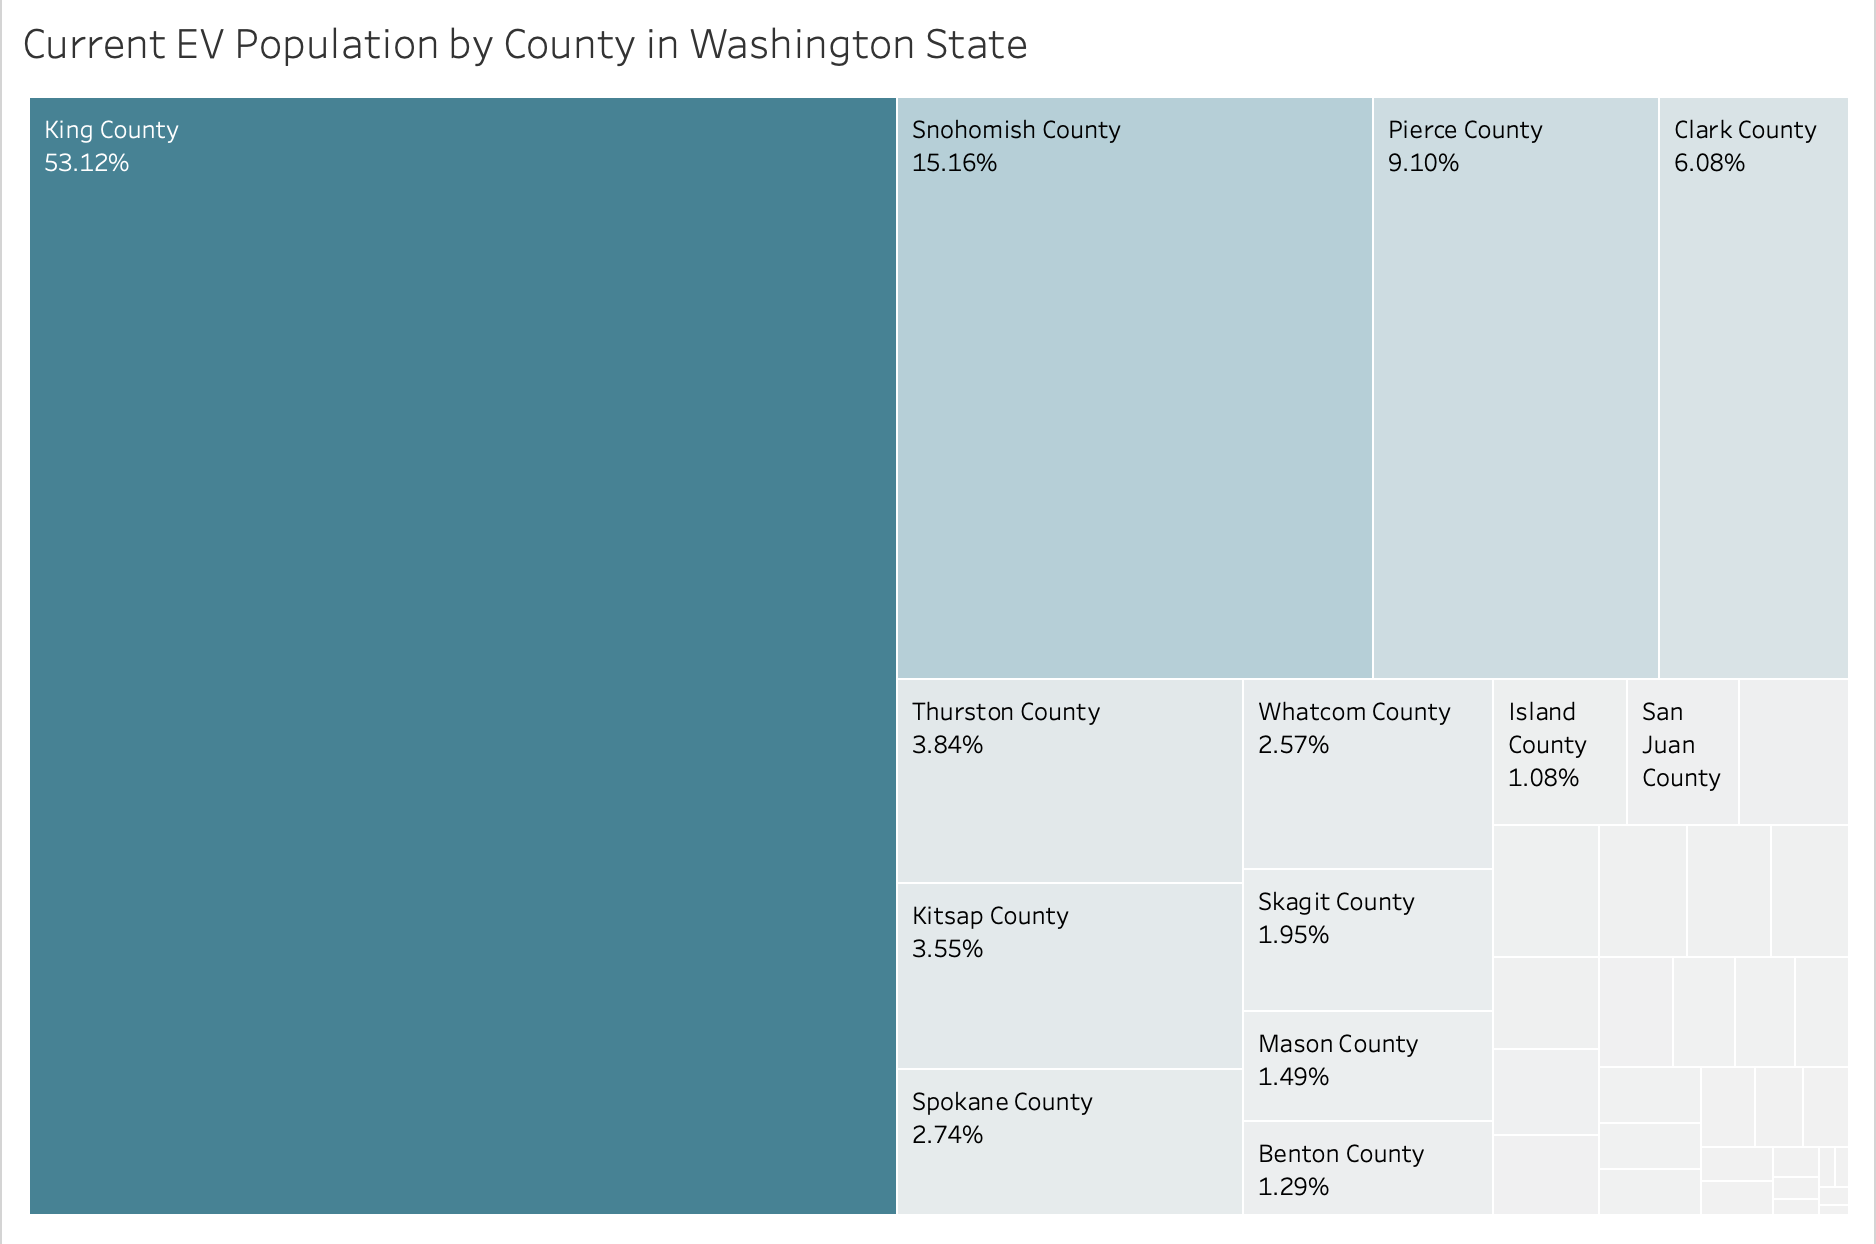 Current EV Population by County in Washington State
King County
53.12%
Snohomish County
15.16%
Pierce County
9.10%
Clark County
6.08%
Thurston County
3.84%
Kitsap County
3.55%
Spokane County
2.74%
Whatcom County
2.57%
Skagit County
1.95%
Mason County
1.49%
Benton County
1.29%
Island
County
1.08%
San
Juan
County